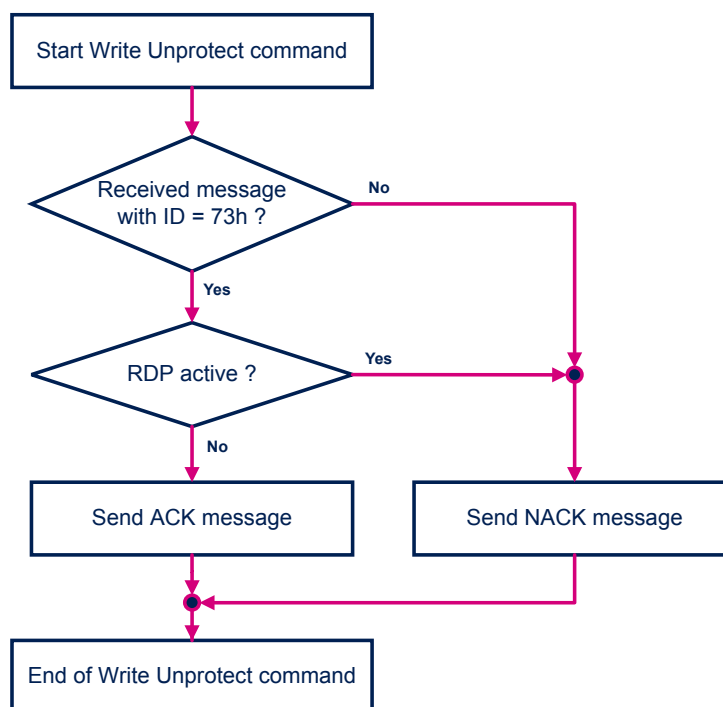 Start Write Unprotect command
Received message
with ID = 73h ?
No
Yes
RDP active ?
Yes
No
Send ACK message
Send NACK message
End of Write Unprotect command